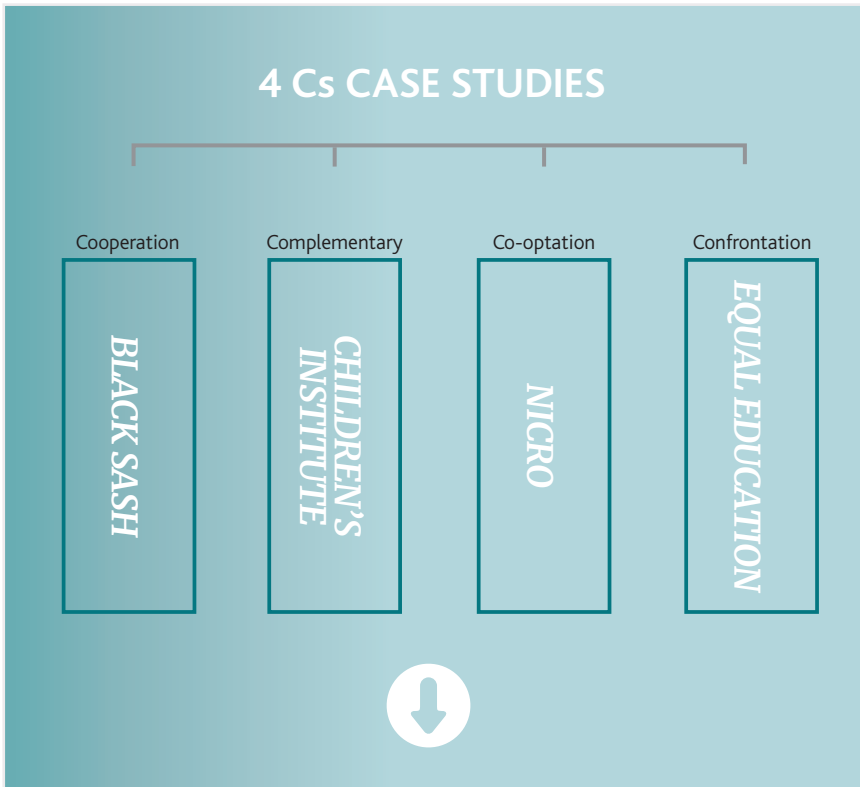 4 Cs CASE STUDIES
Cooperation
BLACK SASH
Complementary
CHILDREN'S
INSTITUTE
Co-optation
NICRO
Confrontation
EQUAL EDUCATION